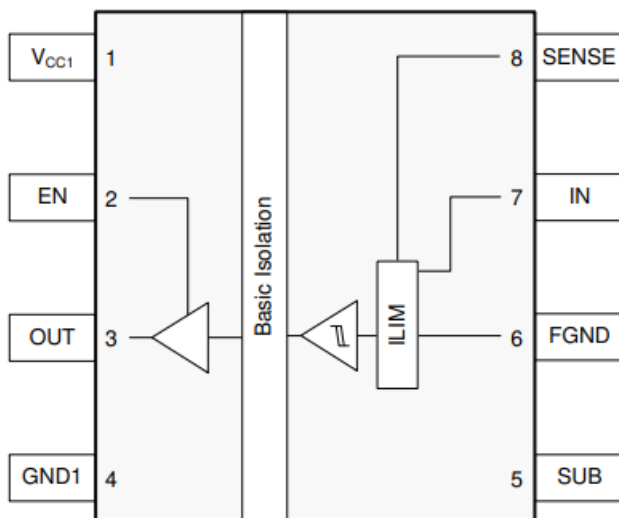 VCC1 1
8 SENSE
EN 2
7 IN
Basic Isolation
ILIM
OUT 3
6 FGND
GND1 4
5 SUB